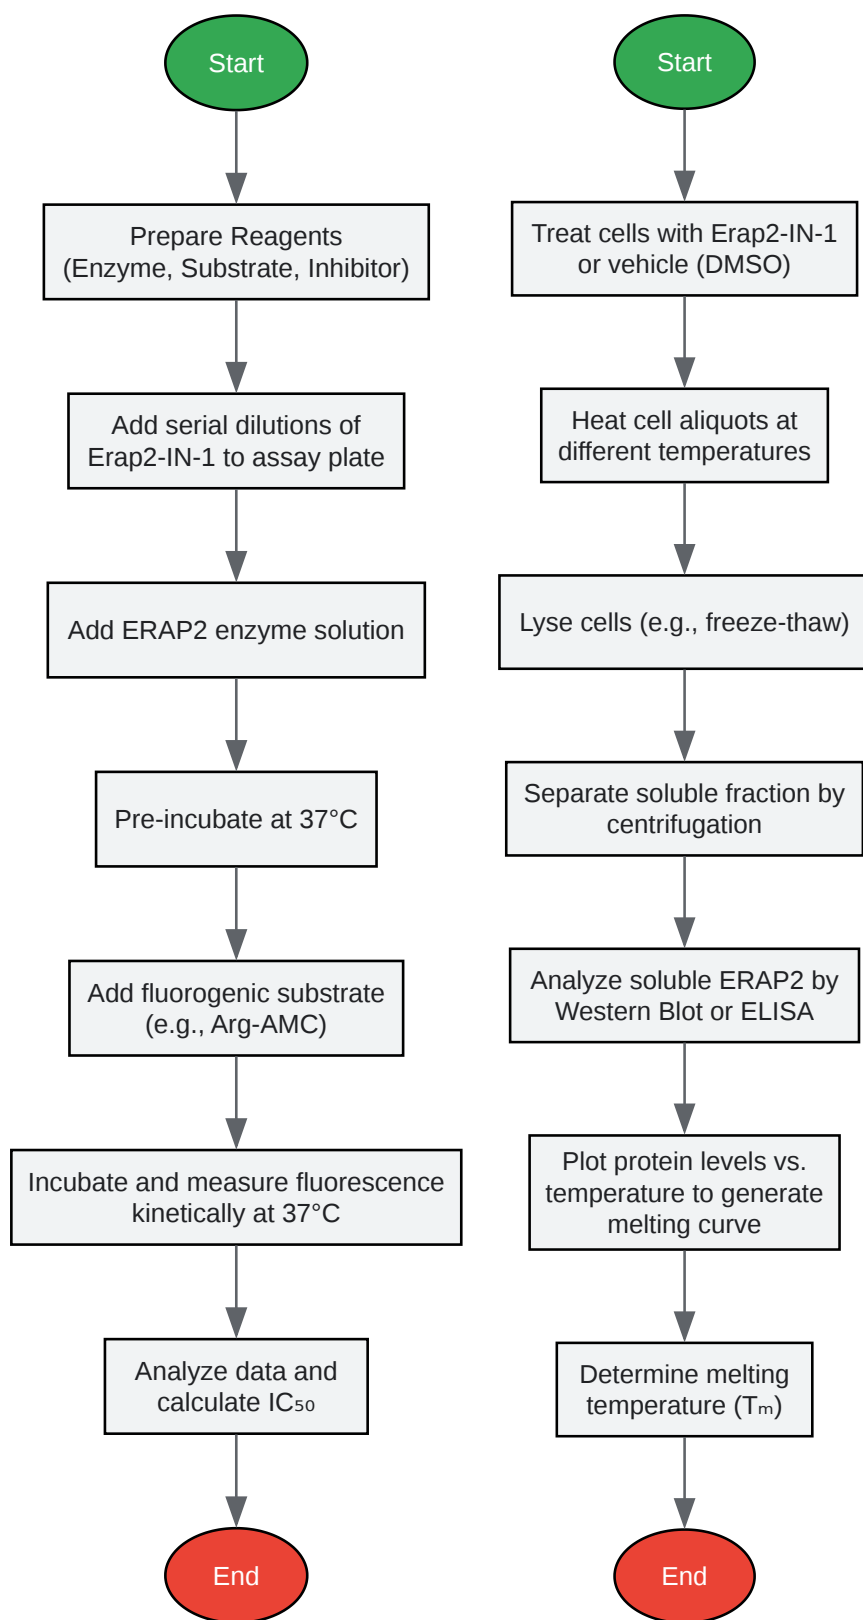 Start
Prepare Reagents
(Enzyme, Substrate, Inhibitor)
Add serial dilutions of
Erap2-IN-1 to assay plate
Add ERAP2 enzyme solution
Pre-incubate at 37°C
Add fluorogenic substrate
(e.g., Arg-AMC)
Incubate and measure fluorescence
kinetically at 37°C
Analyze data and
calculate IC₅₀
End
Start
Treat cells with Erap2-IN-1
or vehicle (DMSO)
Heat cell aliquots at
different temperatures
Lyse cells (e.g., freeze-thaw)
Separate soluble fraction by
centrifugation
Analyze soluble ERAP2 by
Western Blot or ELISA
Plot protein levels vs.
temperature to generate
melting curve
Determine melting
temperature (Tₘ)
End